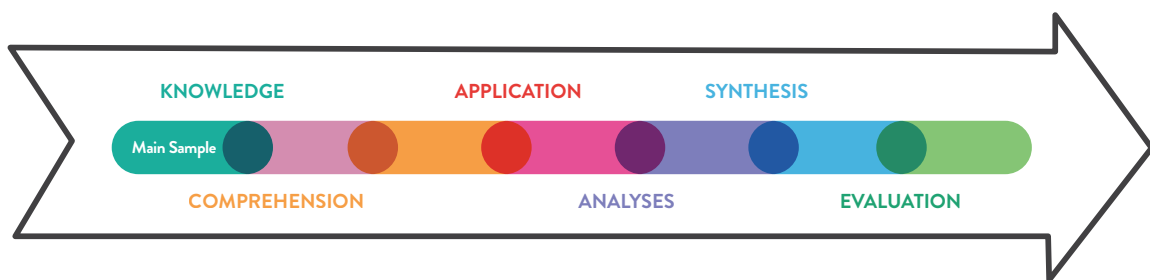 KNOWLEDGE
APPLICATION
SYNTHESIS
Main Sample
COMPREHENSION
ANALYSES
EVALUATION